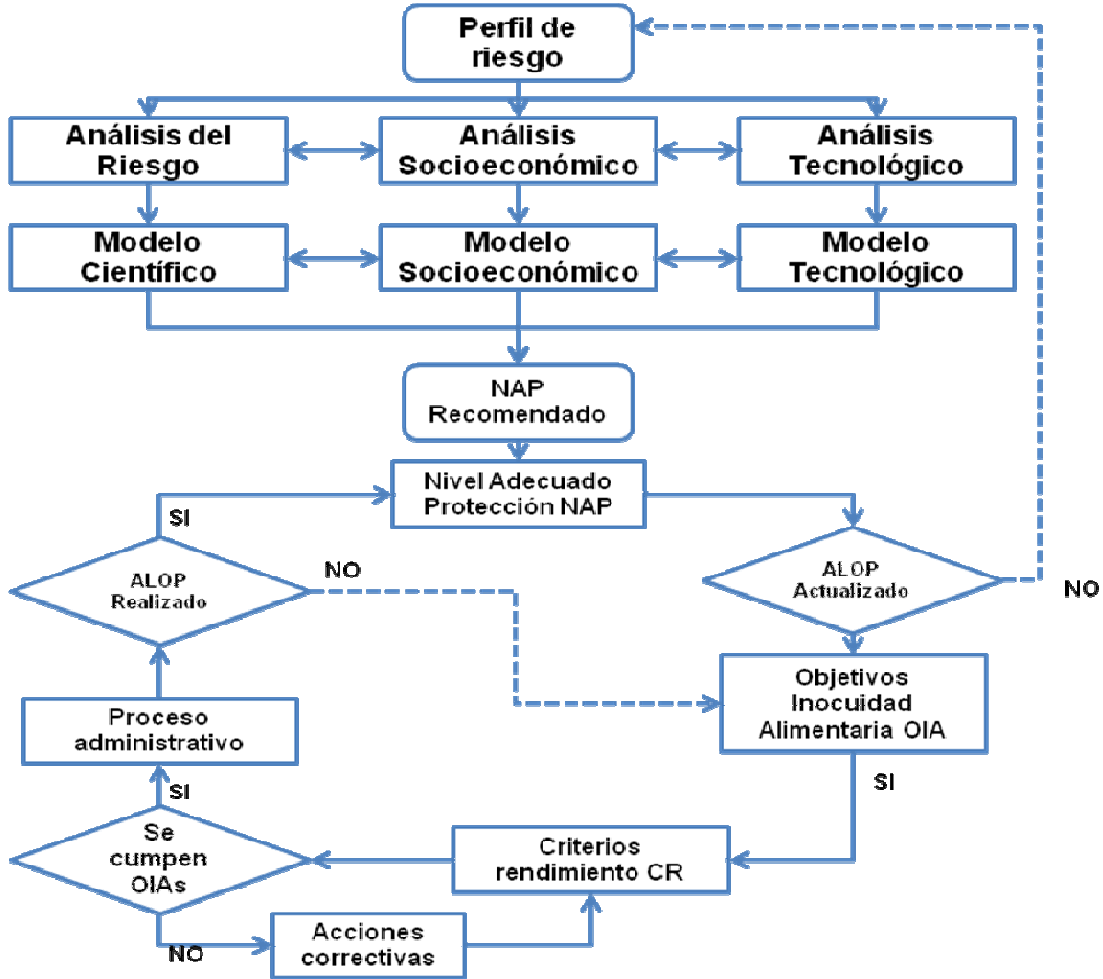 Perfil de
riesgo
Análisis del
Riesgo
Análisis
Socioeconómico
Análisis
Tecnológico
Modelo
Científico
Modelo
Socioeconómico
Modelo
Tecnológico
NAP
Recomendado
Nivel Adecuado
Protección NAP
SI
ALOP
Realizado
NO
ALOP
Actualizado
NO
Objetivos
Inocuidad
Alimentaria OIA
SI
Proceso
administrativo
SI
Se
cumpen
OIAs
Criterios
rendimiento CR
NO
Acciones
correctivas